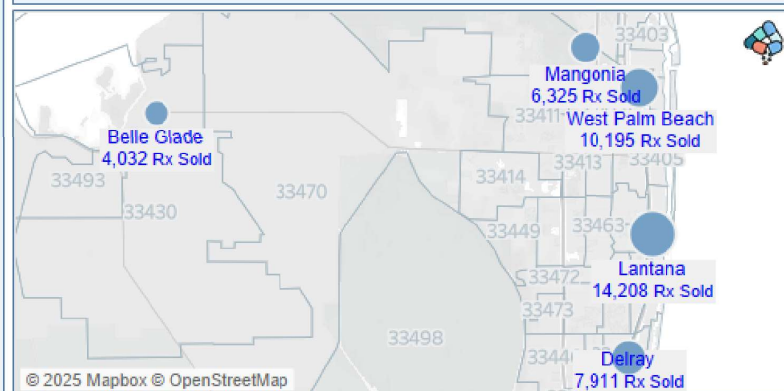 33403
Mangonia
6,325 Rx Sold
33411
West Palm Beach
10,195 Rx Sold
Belle Glade
4,032 Rx Sold
33413
33405
33493
33414
33470
33430
33449
33463
Lantana
14,208 Rx Sold
33472
33473
33498
Delray
7,911 Rx Sold
© 2025 Mapbox © OpenStreetMap